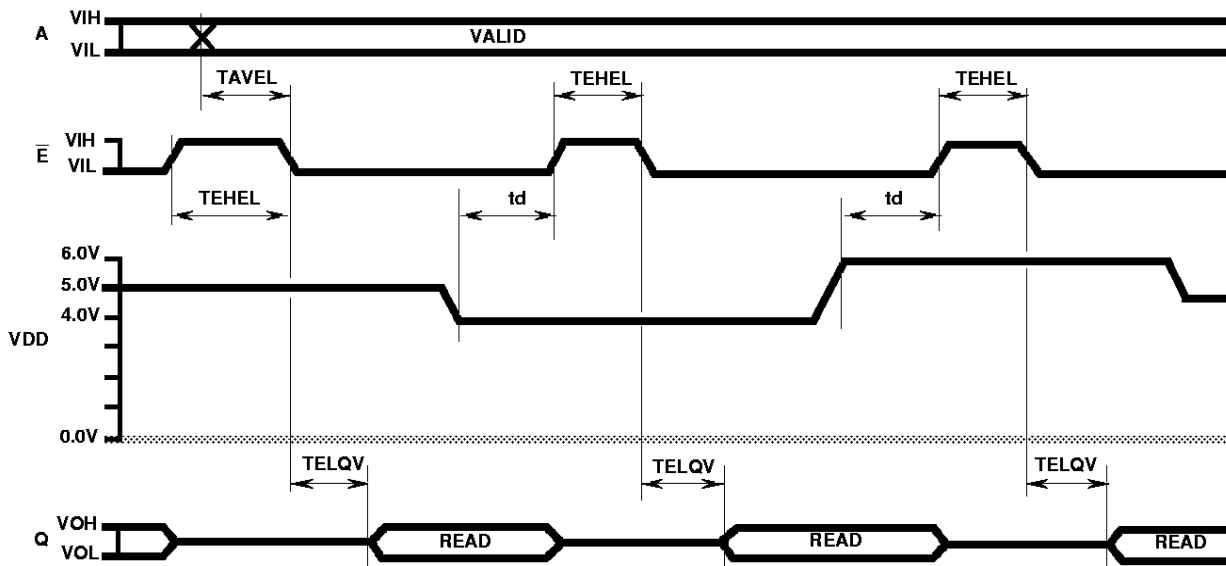 VIH
A
VIL
VALID
TAVEL
TEHEL
TEHEL
VIH
E̅
VIL
TEHEL
td
td
6.0V
5.0V
4.0V
VDD
0.0V
TELQV
TELQV
TELQV
VOH
Q
VOL
READ
READ
READ